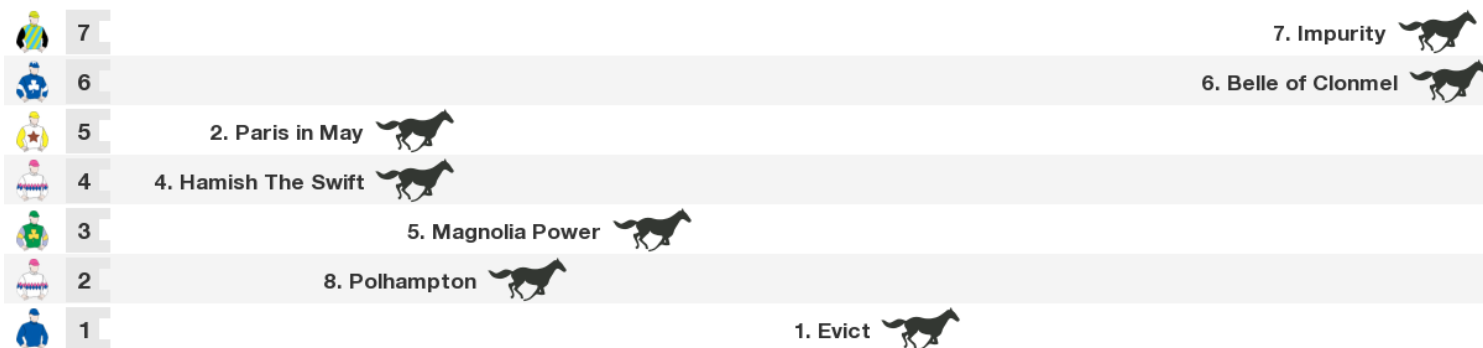 7 7. Impurity
6 6. Belle of Clonmel
5 2. Paris in May
4 4. Hamish The Swift
3 5. Magnolia Power
2 8. Polhampton
1 1. Evict